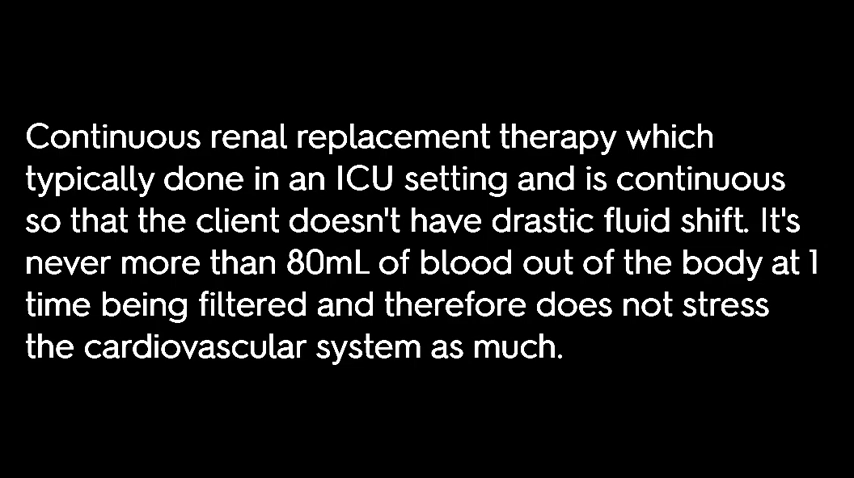 Continuous renal replacement therapy which
typically done in an ICU setting and is continuous
so that the client doesn't have drastic fluid shift. It's
never more than 80mL of blood out of the body at 1
time being filtered and therefore does not stress
the cardiovascular system as much.